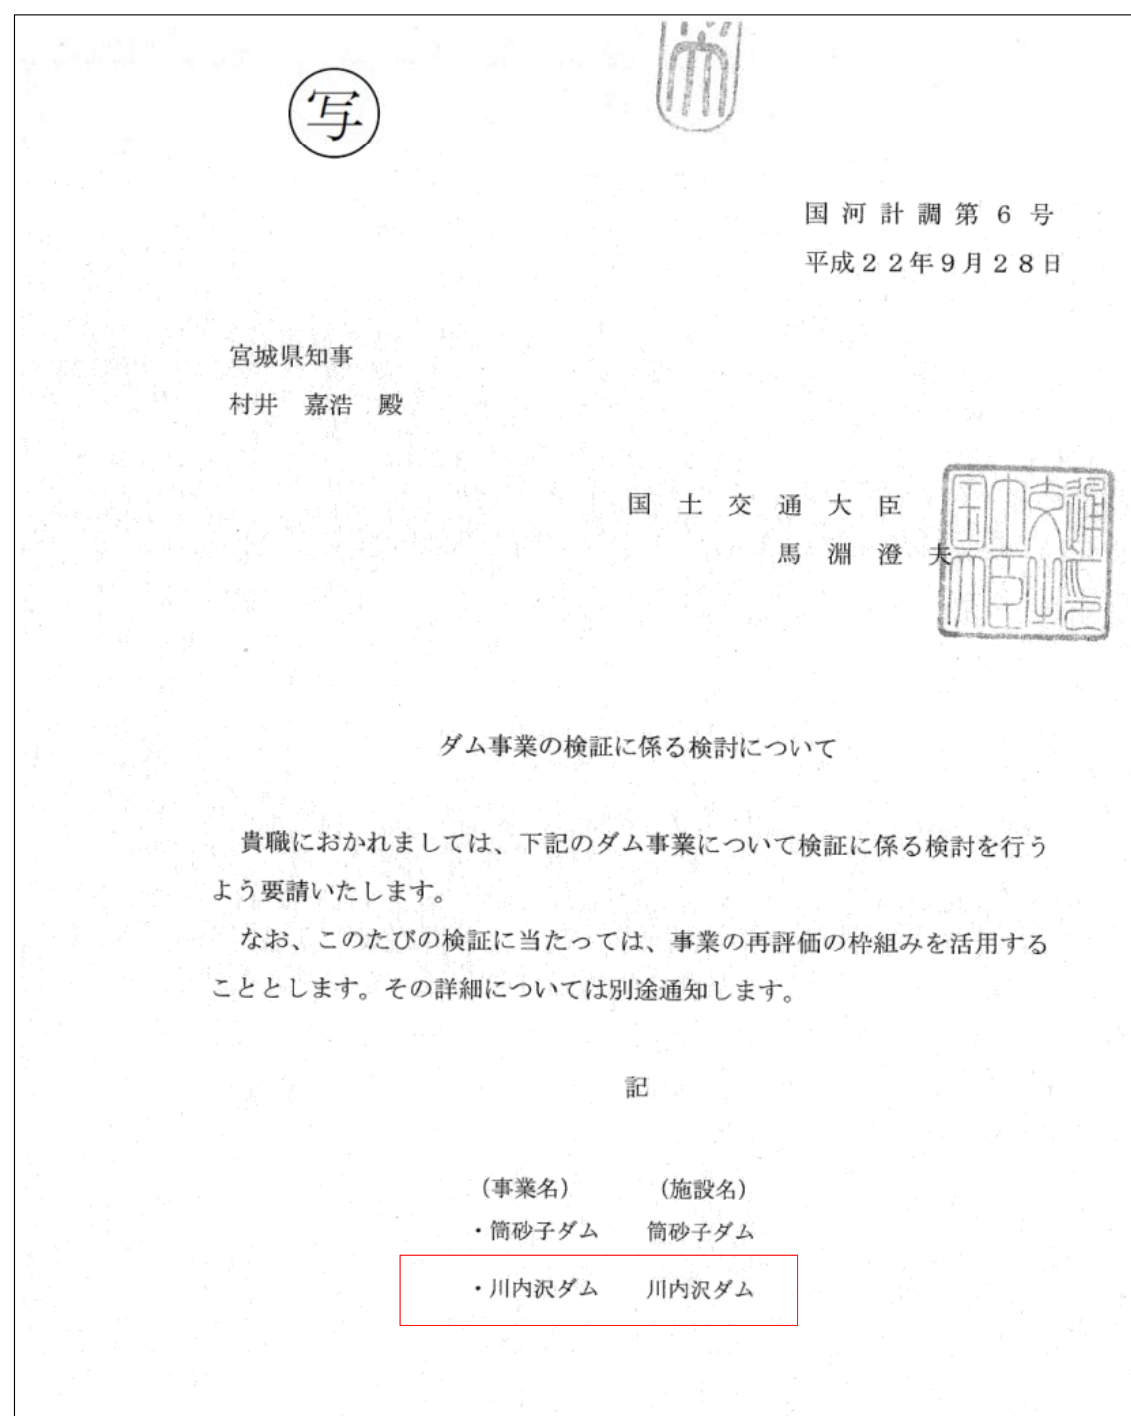 写
国河計調第6号
平成22年9月28日
宮城県知事
村井 嘉浩 殿
国土交通大臣
馬淵澄夫
ダム事業の検証に係る検討について
貴職におかれましては、下記のダム事業について検証に係る検討を行う
よう要請いたします。
なお、このたびの検証に当たっては、事業の再評価の枠組みを活用する
こととします。その詳細については別途通知します。
記
（事業名） （施設名）
・筒砂子ダム 筒砂子ダム
・川内沢ダム 川内沢ダム